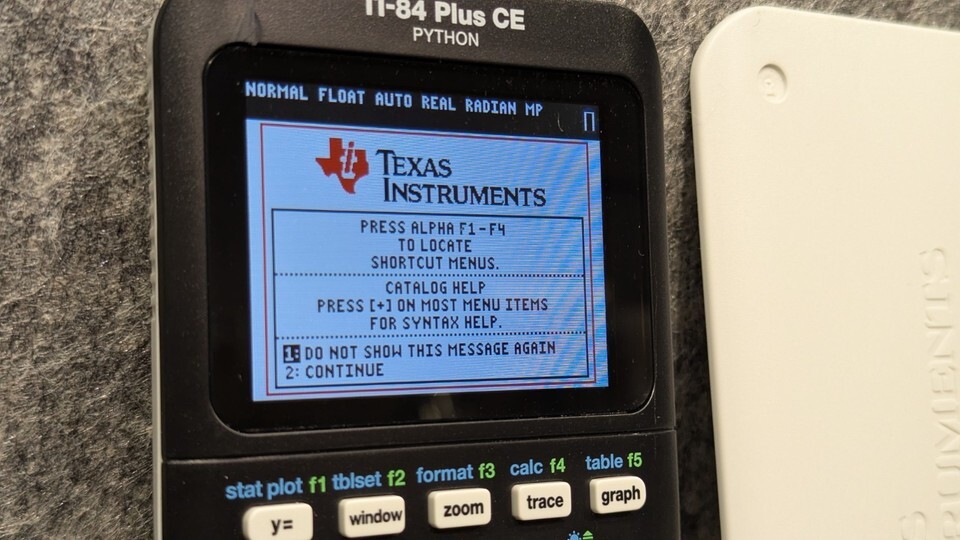 TI-84 Plus CE
PYTHON
NORMAL FLOAT AUTO REAL RADIAN MP
TEXAS
INSTRUMENTS
PRESS ALPHA F1-F4
TO LOCATE
SHORTCUT MENUS.
CATALOG HELP
PRESS [+] ON MOST MENU ITEMS
FOR SYNTAX HELP.
1: DO NOT SHOW THIS MESSAGE AGAIN
2: CONTINUE
stat plot f1 tblset f2 format f3 calc f4 table f5
y= window zoom trace graph